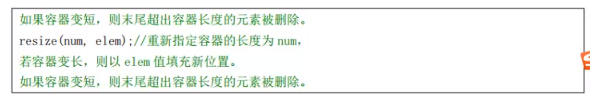 如果容器变短，则末尾超出容器长度的元素被删除。
resize(num, elem);//重新指定容器的长度为 num，
若容器变长，则以 elem 值填充新位置。
如果容器变短，则末尾超出容器长度的元素被删除。